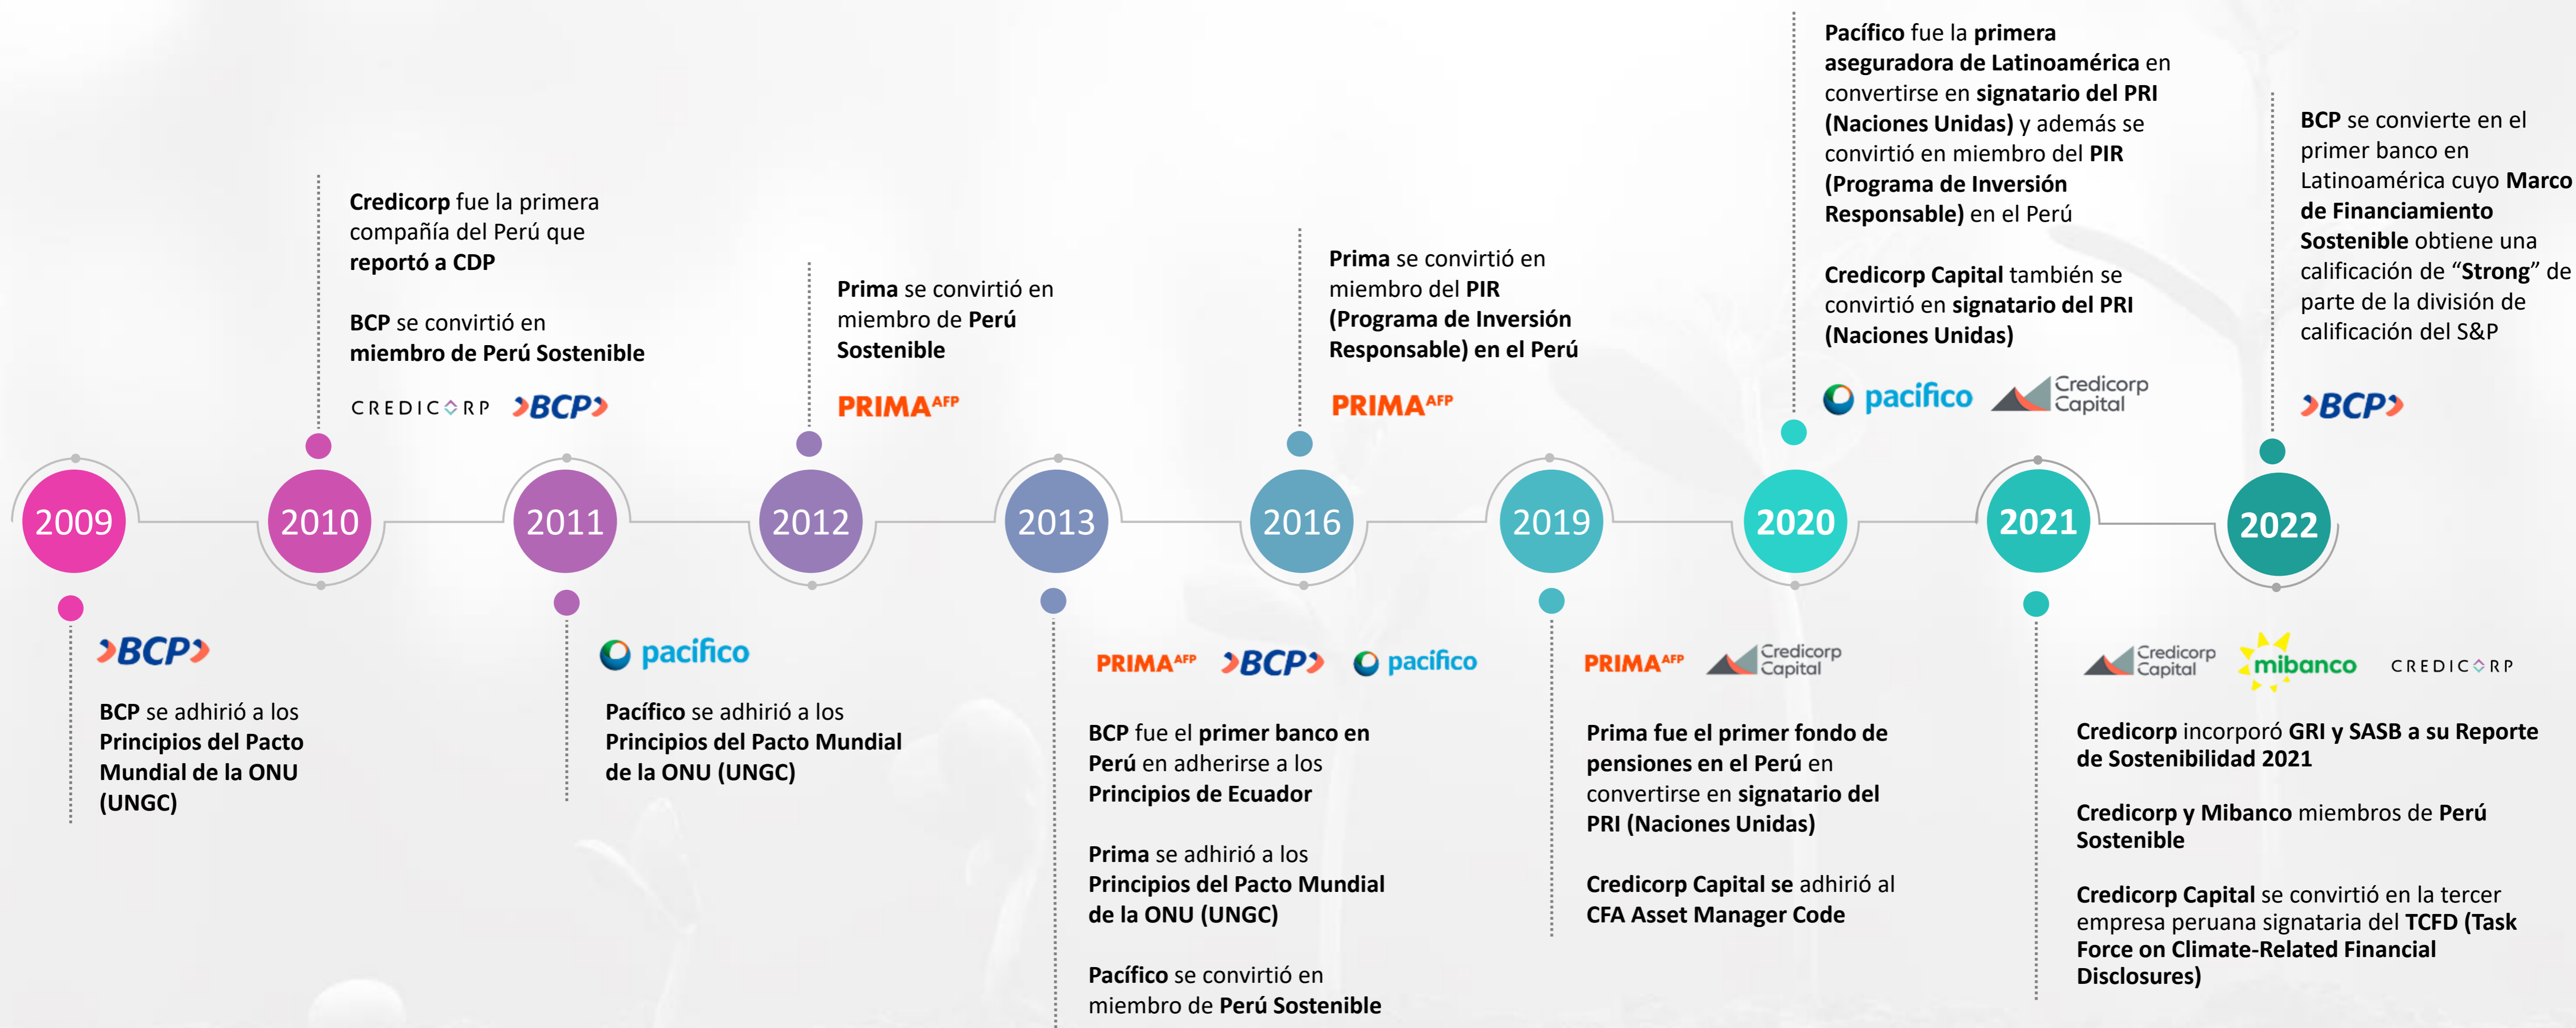 2009
BCP
BCP se adhirió a los
Principios del Pacto
Mundial de la ONU
(UNGC)
Credicorp fue la primera
compañía del Perú que
reportó a CDP
BCP se convirtió en
miembro de Perú Sostenible
CREDICORP BCP
2010
2011
pacifico
Pacífico se adhirió a los
Principios del Pacto Mundial
de la ONU (UNGC)
Prima se convirtió en
miembro de Perú
Sostenible
PRIMA AFP
2012
2013
PRIMA AFP BCP pacifico
BCP fue el primer banco en
Perú en adherirse a los
Principios de Ecuador
Prima se adhirió a los
Principios del Pacto Mundial
de la ONU (UNGC)
Pacífico se convirtió en
miembro de Perú Sostenible
Prima se convirtió en
miembro del PIR
(Programa de Inversión
Responsable) en el Perú
PRIMA AFP
2016
2019
PRIMA AFP Credicorp
Capital
Prima fue el primer fondo de
pensiones en el Perú en
convertirse en signatario del
PRI (Naciones Unidas)
Credicorp Capital se adhirió al
CFA Asset Manager Code
Pacífico fue la primera
aseguradora de Latinoamérica en
convertirse en signatario del PRI
(Naciones Unidas) y además se
convirtió en miembro del PIR
(Programa de Inversión
Responsable) en el Perú
Credicorp Capital también se
convirtió en signatario del PRI
(Naciones Unidas)
pacifico Credicorp
Capital
2020
2021
Credicorp
Capital mibanco CREDICORP
Credicorp incorporó GRI y SASB a su Reporte
de Sostenibilidad 2021
Credicorp y Mibanco miembros de Perú
Sostenible
Credicorp Capital se convirtió en la tercer
empresa peruana signataria del TCFD (Task
Force on Climate-Related Financial
Disclosures)
BCP se convierte en el
primer banco en
Latinoamérica cuyo Marco
de Financiamiento
Sostenible obtiene una
calificación de “Strong” de
parte de la división de
calificación del S&P
BCP
2022